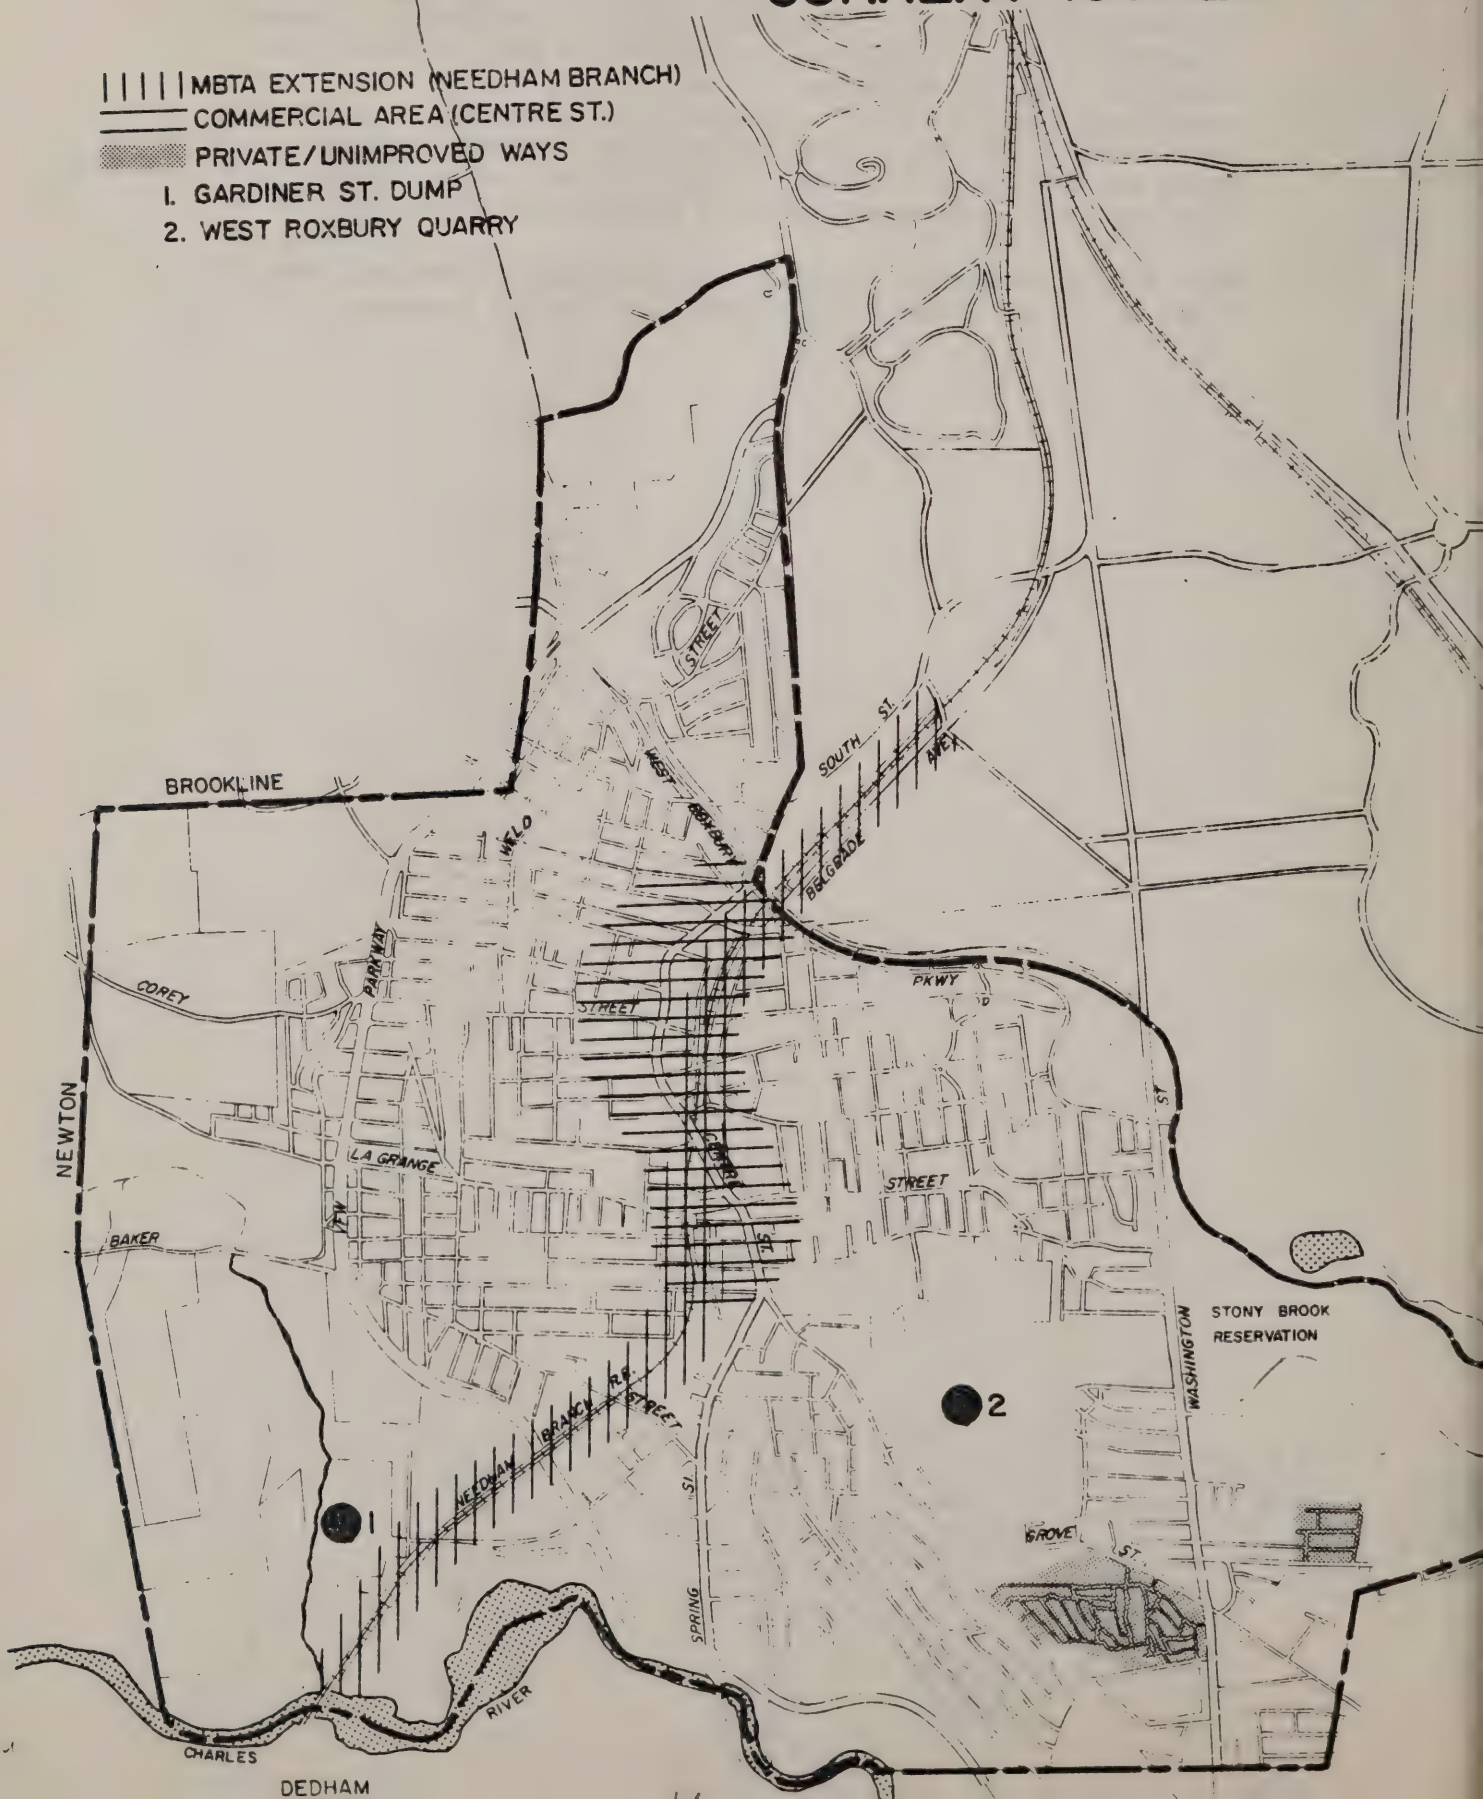 MBTA EXTENSION (NEEDHAM BRANCH)
COMMERCIAL AREA (CENTRE ST.)
PRIVATE/UNIMPROVED WAYS
1. GARDINER ST. DUMP
2. WEST ROXBURY QUARRY
STREET
SOUTH ST.
WEST ROXBURY
AVE.
BROOKLINE
WELD
BELGRADE
PARKWAY
PKWY
COREY
STREET
NEWTON
ST
CENTRE
LA GRANGE
STREET
VFW
BAKER
ST.
STONY BROOK
RESERVATION
WASHINGTON
NEEDHAM BRANCH R.R.
STREET
2
ST.
1
GROVE
ST.
SPRING
RIVER
CHARLES
DEDHAM